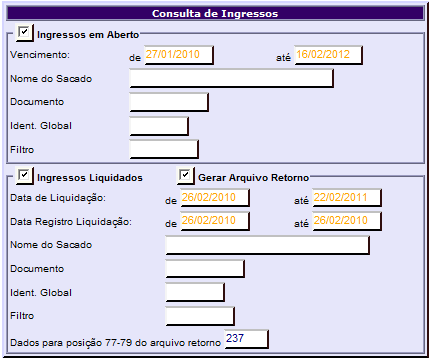 Consulta de Ingressos
Ingressos em Aberto
Vencimento: de 27/01/2010 até 16/02/2012
Nome do Sacado
Documento
Ident. Global
Filtro
Ingressos Liquidados Gerar Arquivo Retorno
Data de Liquidação: de 26/02/2010 até 22/02/2011
Data Registro Liquidação: de 26/02/2010 até 26/02/2010
Nome do Sacado
Documento
Ident. Global
Filtro
Dados para posição 77-79 do arquivo retorno 237